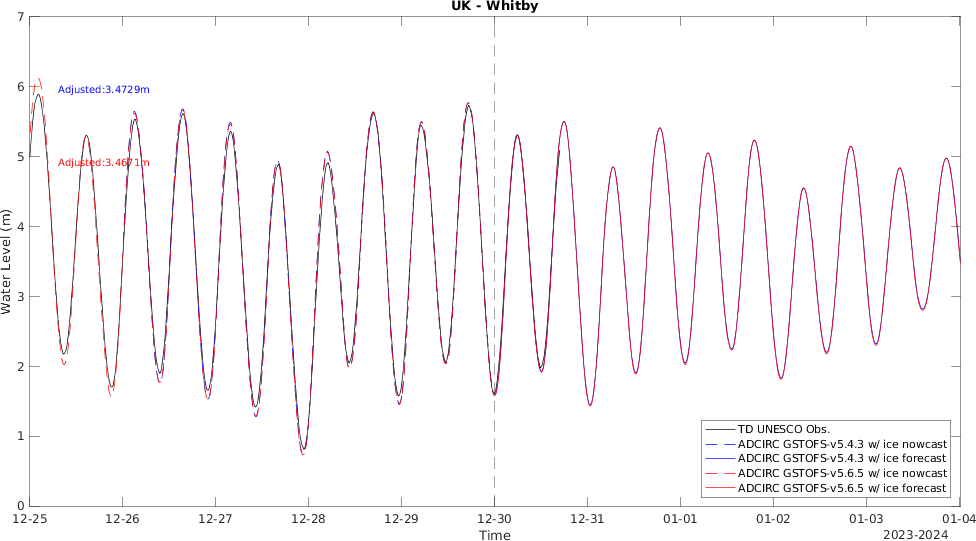 UK - Whitby
7
6
5
4
3
2
1
0
Water Level (m)
Adjusted:3.4729m
Adjusted:3.4671m
TD UNESCO Obs.
ADCIRC GSTOFS-v5.4.3 w/ ice nowcast
ADCIRC GSTOFS-v5.4.3 w/ ice forecast
ADCIRC GSTOFS-v5.6.5 w/ ice nowcast
ADCIRC GSTOFS-v5.6.5 w/ ice forecast
12-25 12-26 12-27 12-28 12-29 12-30 12-31 01-01 01-02 01-03 01-04
Time
2023-2024